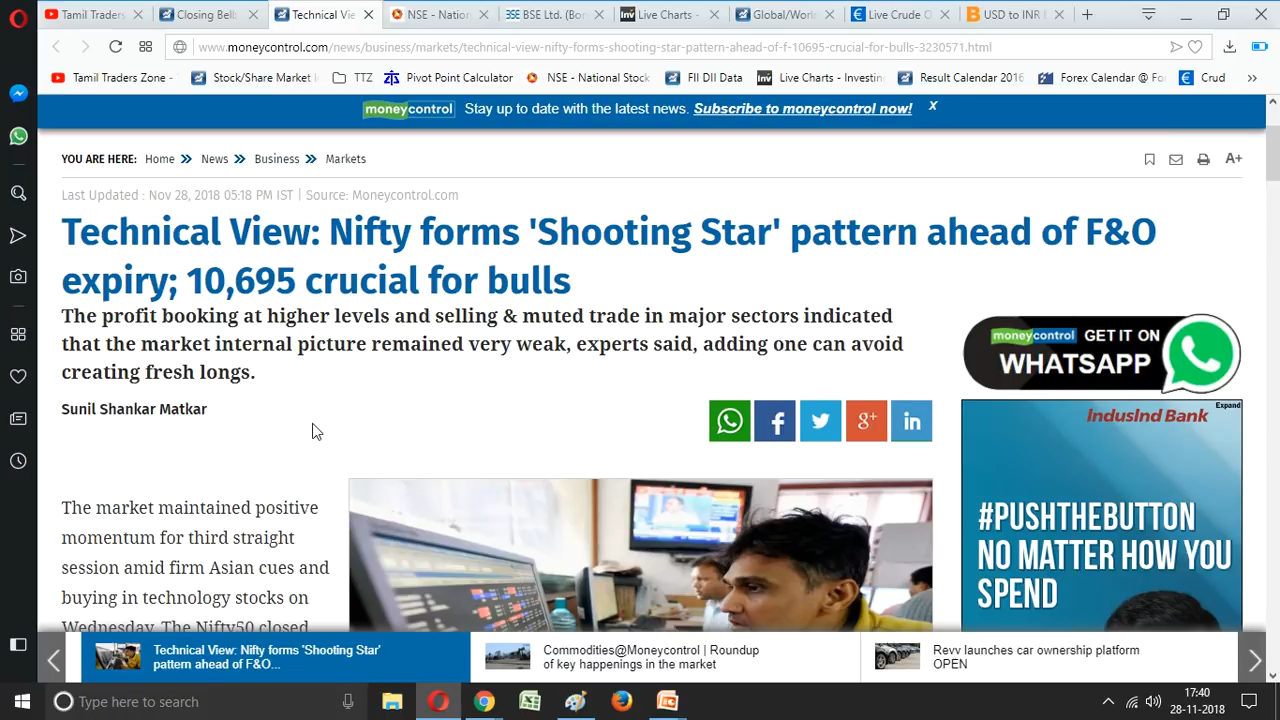 Tamil Traders
Closing Bell
Technical Vie
NSE - Nation
BSE Ltd. (Bo
Live Charts -
Global/Worl
Live Crude O
USD to INR
www.moneycontrol.com/news/business/markets/technical-view-nifty-forms-shooting-star-pattern-ahead-of-f-10695-crucial-for-bulls-3230571.html
Tamil Traders Zone -
Stock/Share Market
TTZ
Pivot Point Calculator
NSE - National Stock
FII DII Data
Live Charts - Investin
Result Calendar 2016
Forex Calendar @ Fo
Crud
moneycontrol Stay up to date with the latest news. Subscribe to moneycontrol now! X
YOU ARE HERE: Home News Business Markets
A+
Last Updated : Nov 28, 2018 05:18 PM IST | Source: Moneycontrol.com
Technical View: Nifty forms 'Shooting Star' pattern ahead of F&O
expiry; 10,695 crucial for bulls
The profit booking at higher levels and selling & muted trade in major sectors indicated
that the market internal picture remained very weak, experts said, adding one can avoid
creating fresh longs.
Sunil Shankar Matkar
moneycontrol GET IT ON
WHATSAPP
Expand
IndusInd Bank
#PUSHTHEBUTTON
NO MATTER HOW YOU
SPEND
The market maintained positive
momentum for third straight
session amid firm Asian cues and
buying in technology stocks on
Wednesday. The Nifty50 closed
Technical View: Nifty forms 'Shooting Star'
pattern ahead of F&O...
Commodities@Moneycontrol | Roundup
of key happenings in the market
Revv launches car ownership platform
OPEN
Type here to search
17:40
28-11-2018